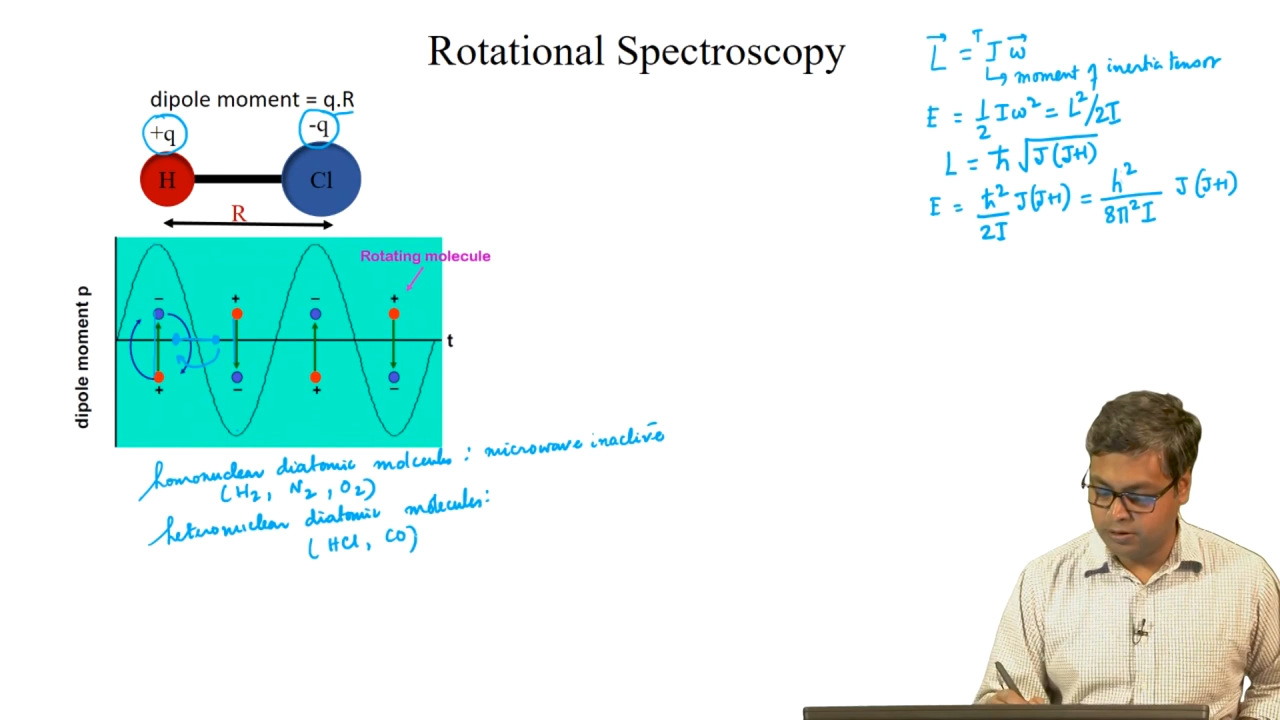 Rotational Spectroscopy
dipole moment = q.R
+q
-q
H
Cl
R
dipole moment p
Rotating molecule
− + − +
t
+ − + −
homonuclear diatomic molecules : microwave inactive
(H₂, N₂, O₂)
heteronuclear diatomic molecules:
(HCl, CO)
L⃗ = I ω⃗
↳ moment of inertia tensor
E = 1/2 Iω² = L²/2I
L = ℏ √J(J+1)
E = ℏ²/2I J(J+1) = h²/8π²I J(J+1)